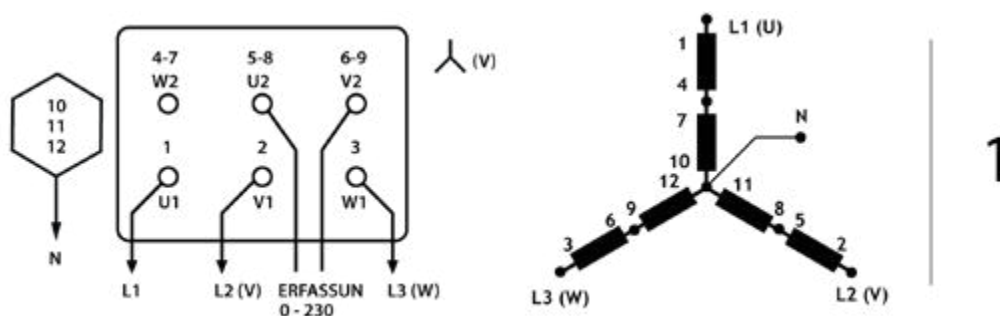 4-7 5-8 6-9
W2 U2 V2
10
11
12
1 2 3
U1 V1 W1
N
L1 L2 (V) ERFASSUN L3 (W)
0 - 230
(V)
L1 (U)
1
4
7
10
N
12 11
9 8
6 5
3 2
L3 (W)
L2 (V)
1